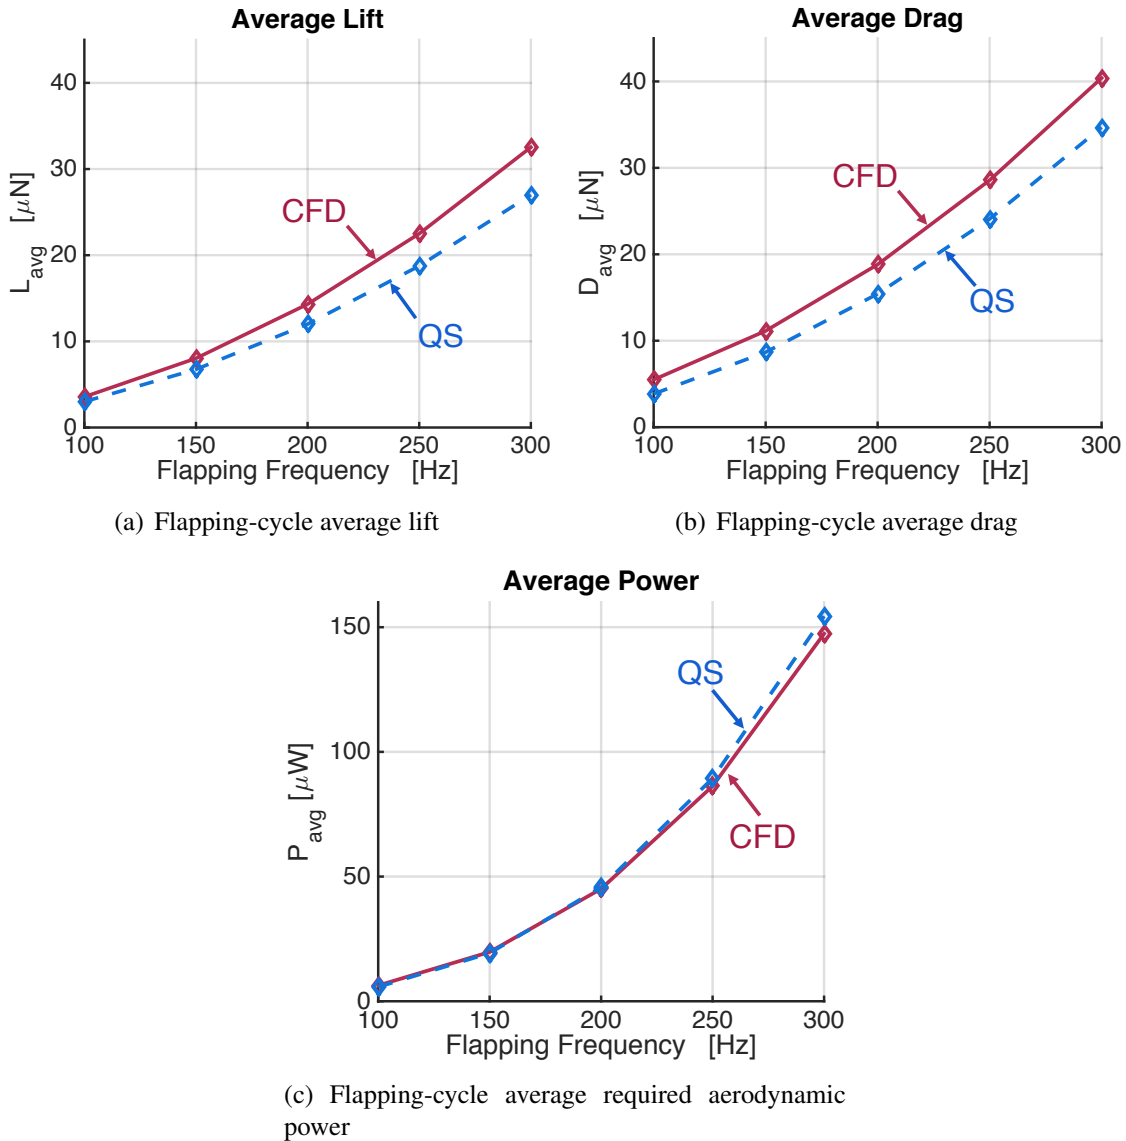 Average Lift
40
30
20
10
0
L_avg [μN]
CFD
QS
100 150 200 250 300
Flapping Frequency [Hz]
(a) Flapping-cycle average lift
Average Drag
40
30
20
10
0
D_avg [μN]
CFD
QS
100 150 200 250 300
Flapping Frequency [Hz]
(b) Flapping-cycle average drag
Average Power
150
100
50
0
P_avg [μW]
QS
CFD
100 150 200 250 300
Flapping Frequency [Hz]
(c) Flapping-cycle average required aerodynamic
power